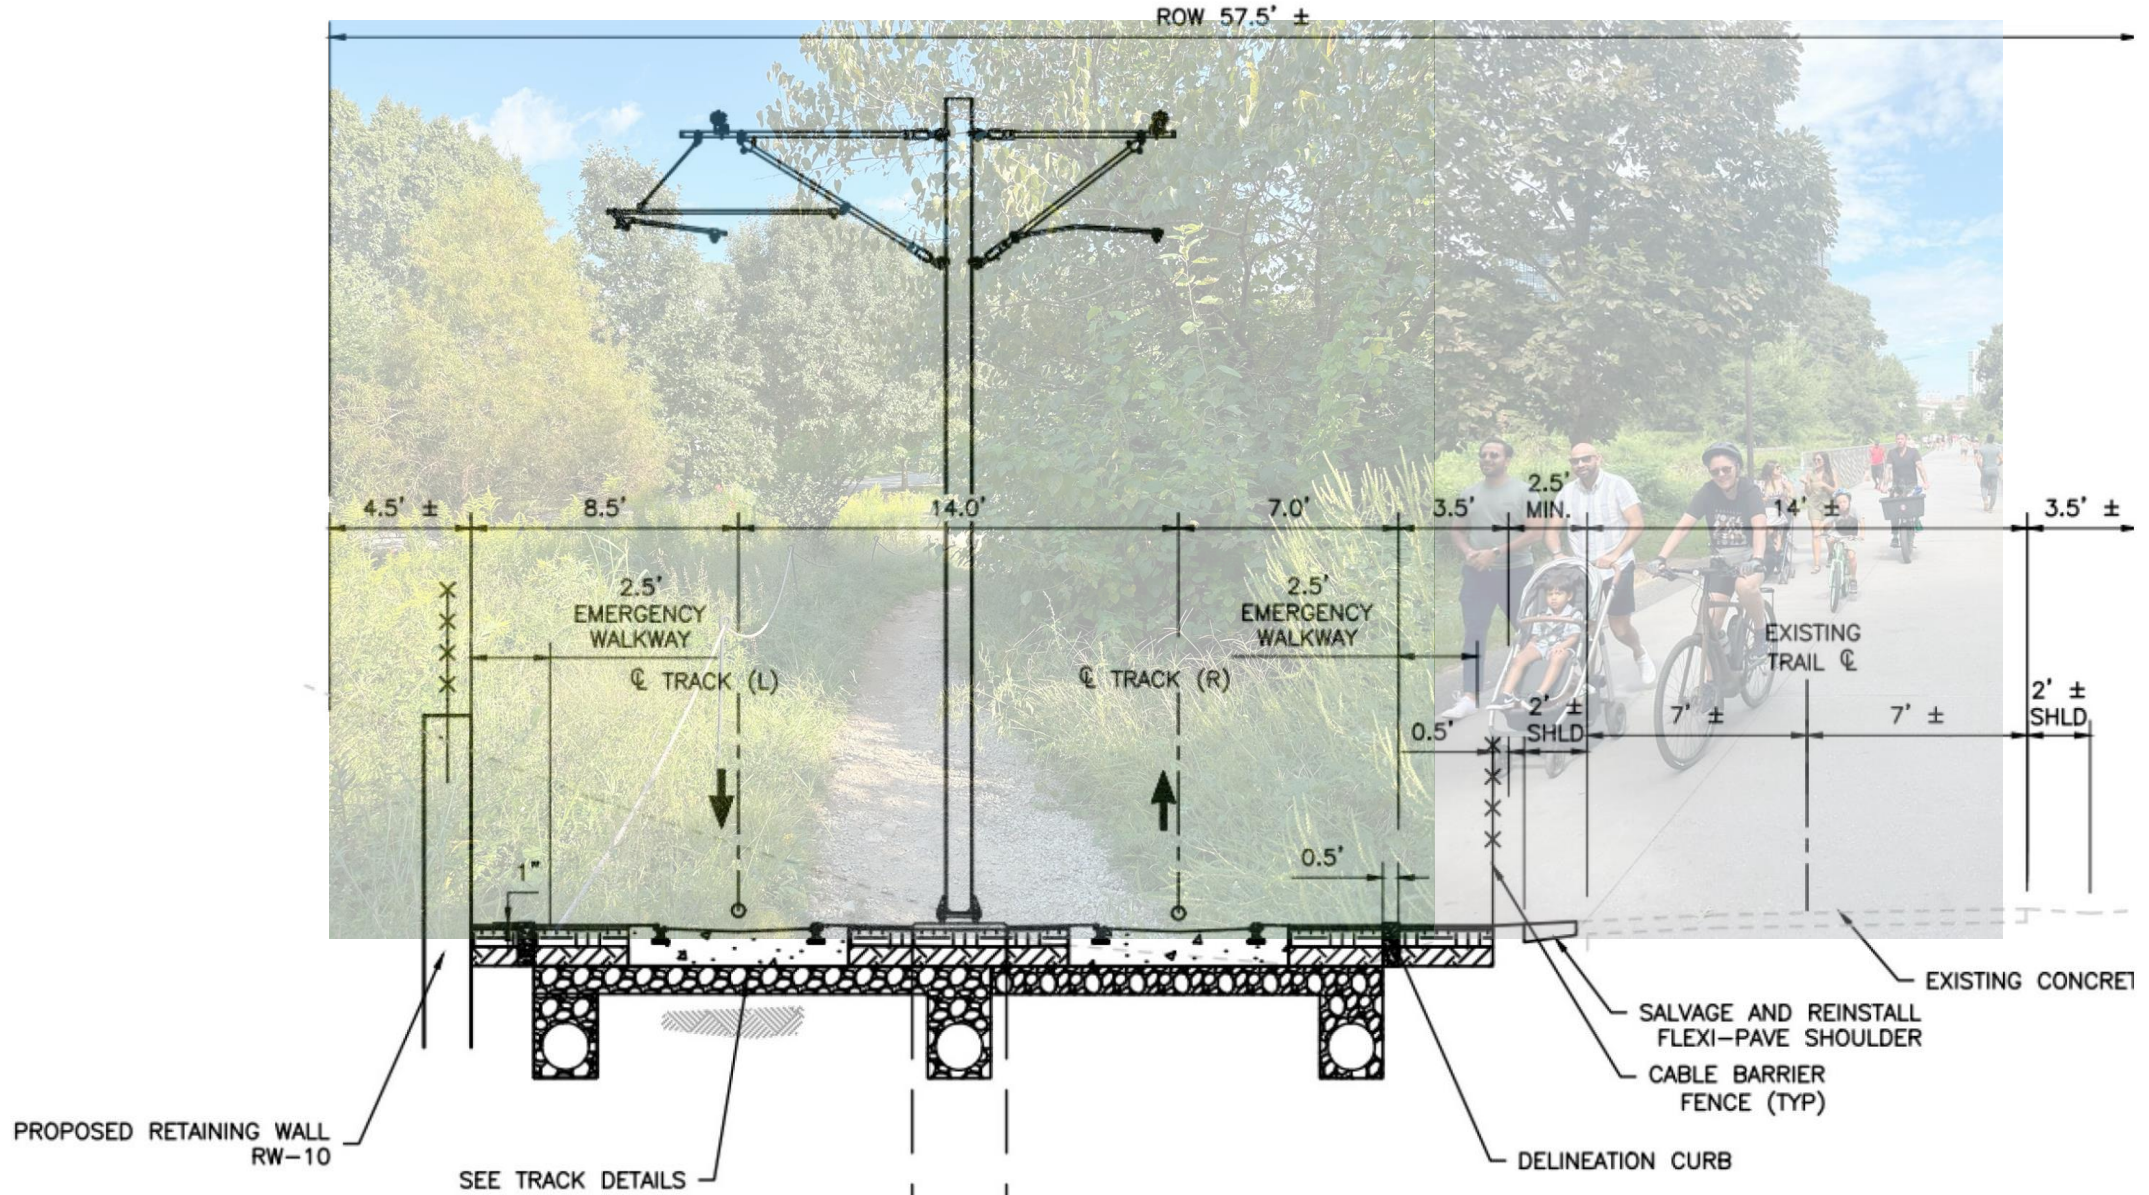 ROW 57.5' ±
4.5' ±
8.5'
14.0'
7.0'
3.5'
2.5'
MIN.
14' ±
3.5' ±
2.5'
EMERGENCY
WALKWAY
2.5'
EMERGENCY
WALKWAY
℄ TRACK (L)
℄ TRACK (R)
EXISTING
TRAIL ℄
0.5'
2' ±
SHLD
7' ±
7' ±
2' ±
SHLD
1"
0.5'
EXISTING CONCRET
SALVAGE AND REINSTALL
FLEXI-PAVE SHOULDER
CABLE BARRIER
FENCE (TYP)
DELINEATION CURB
PROPOSED RETAINING WALL
RW-10
SEE TRACK DETAILS